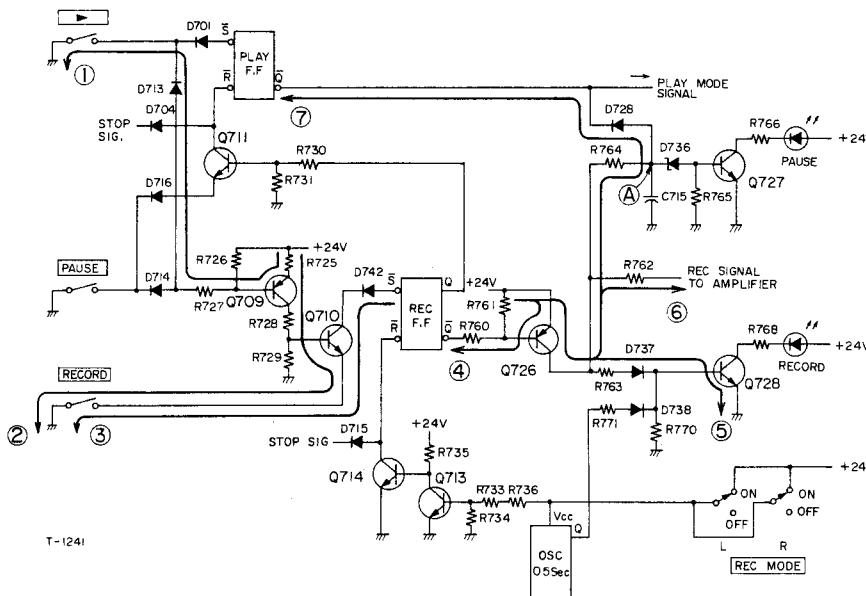 ►
D701
S̄
PLAY
F.F
R̄
Q̄
PLAY MODE
SIGNAL
①
D713
D704
STOP
SIG.
⑦
D728
R766
+24
Q711
R730
R764
D736
PAUSE
R731
Q727
Ⓐ
C715
R765
D716
R726
+24V
R725
PAUSE
D714
R727
Q709
D742
S̄
Q
+24V
R762
REC SIGNAL
TO AMPLIFIER
Q710
REC
F.F
R761
⑥
R728
R̄
Q̄
R760
R768
+24V
R729
④
Q726
D737
RECORD
RECORD
R763
Q728
②
③
D738
R771
⑤
R770
D715
+24V
STOP SIG
R735
+24
Q714
Q713
R733
R736
ON
ON
R734
OFF
OFF
Vcc
Q
T-1241
OSC
05Sec
L
R
REC MODE